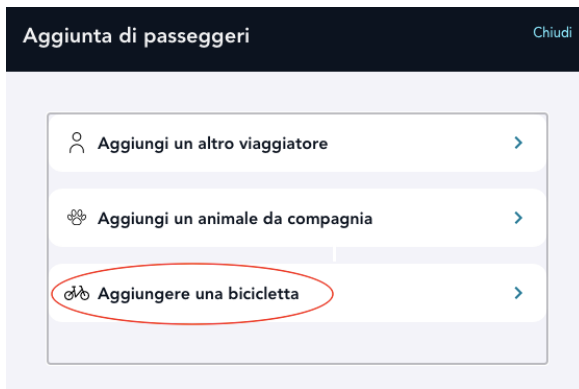 Aggiunta di passeggeri
Chiudi
Aggiungi un altro viaggiatore
Aggiungi un animale da compagnia
Aggiungere una bicicletta